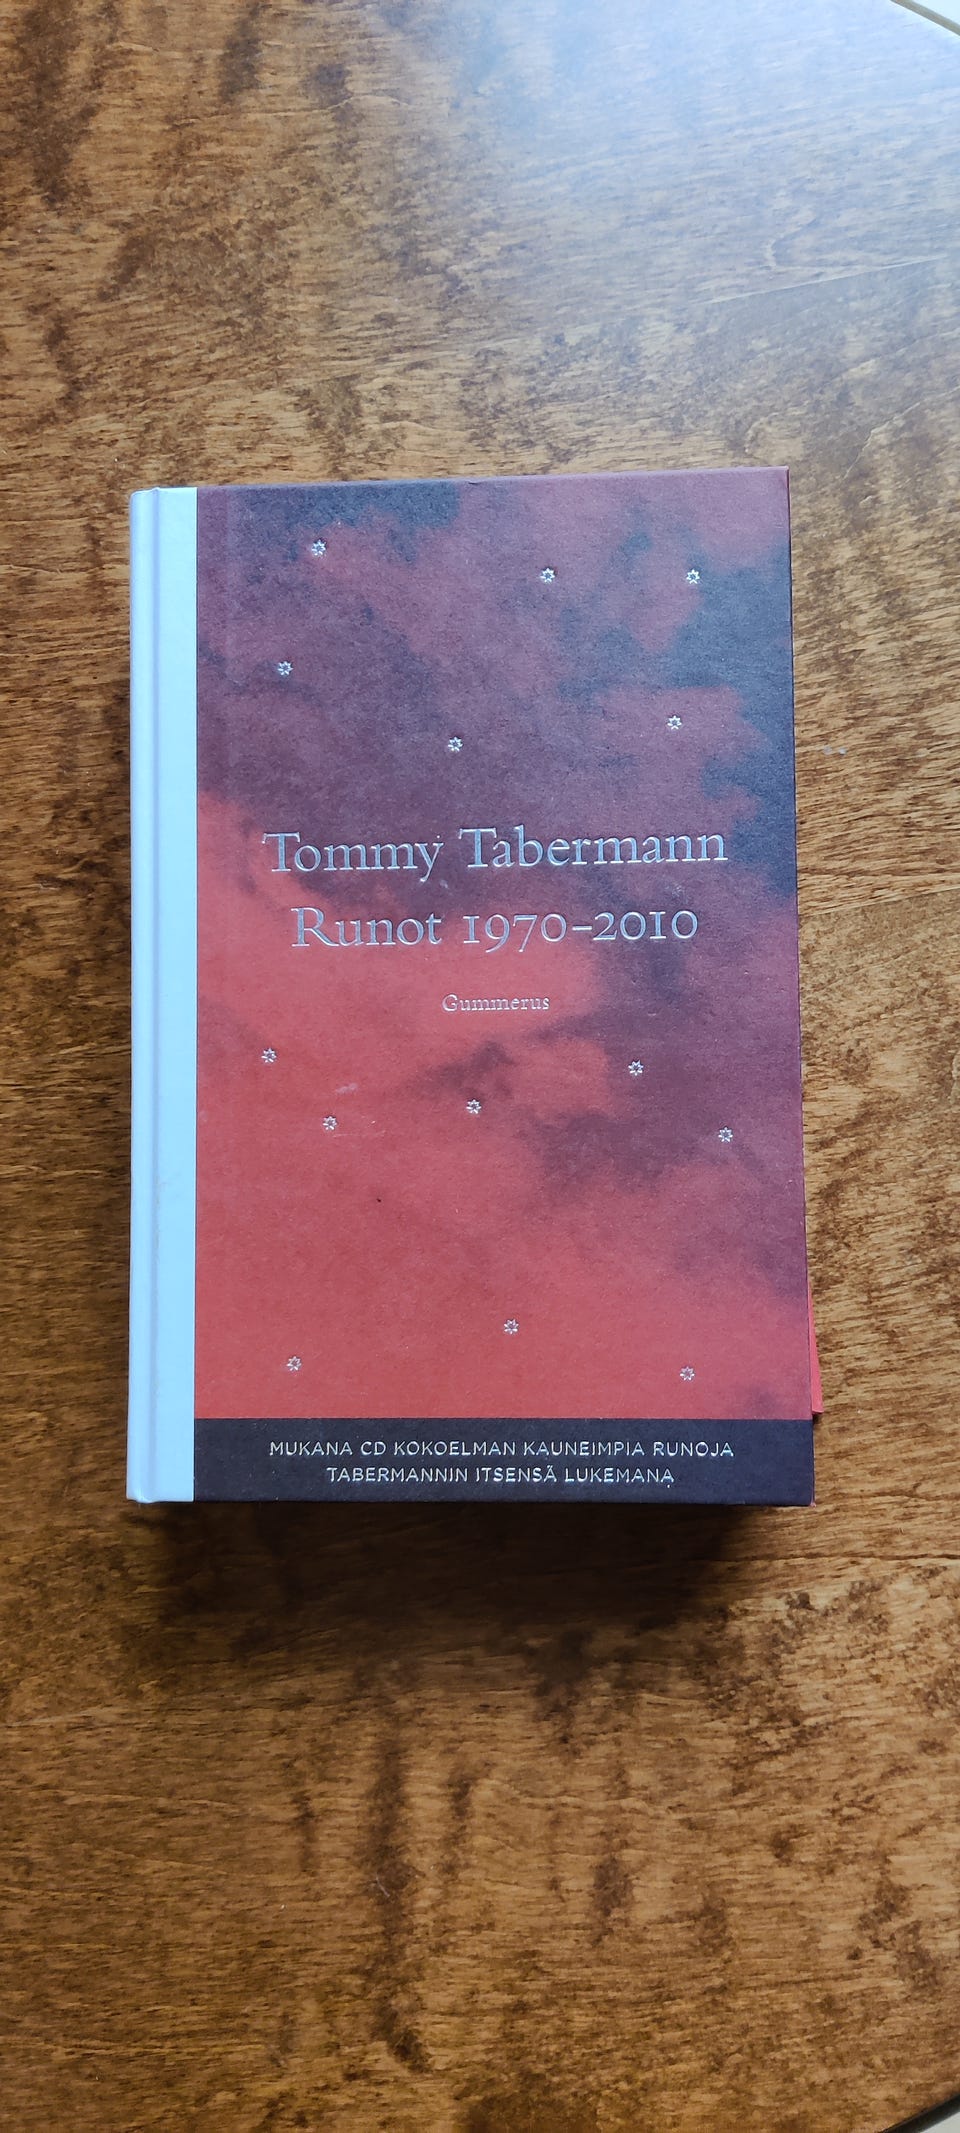 Tommy Tabermann
Runot 1970–2010
Gummerus
MUKANA CD KOKOELMAN KAUNEIMPIA RUNOJA
TABERMANNIN ITSENSÄ LUKEMANA